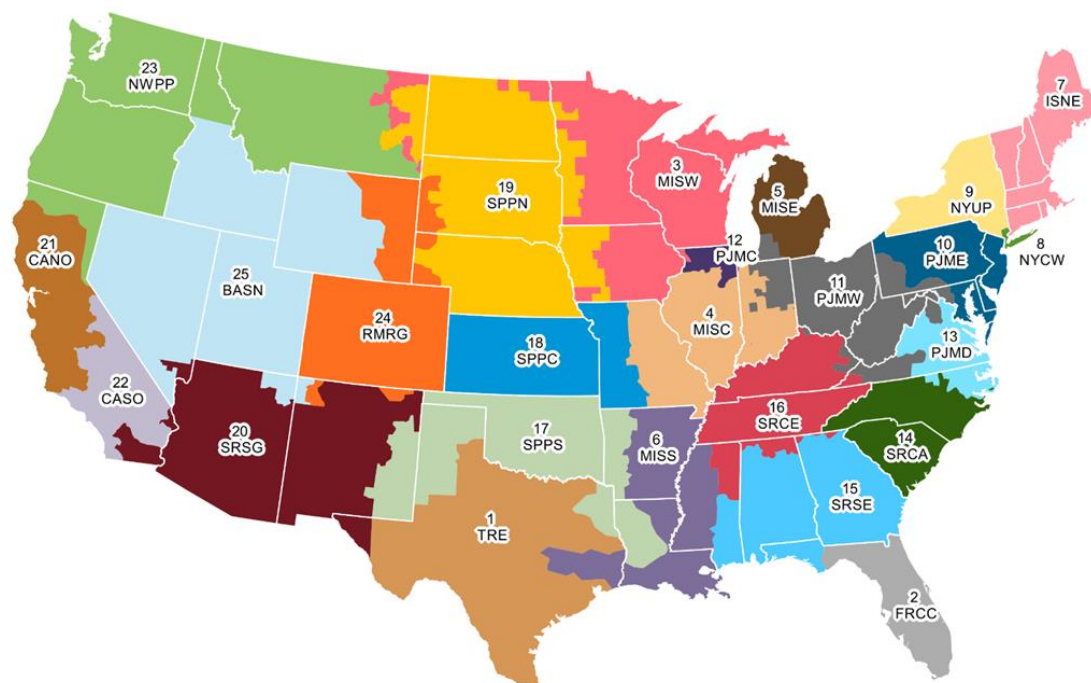 23
NWPP
7
ISNE
3
MISW
19
SPPN
5
MISE
9
NYUP
21
CANO
12
PJMC
10
PJME
8
NYCW
25
BASN
11
PJMW
24
RMRG
4
MISC
18
SPPC
13
PJMD
22
CASO
16
SRCE
20
SRSG
17
SPPS
6
MISS
14
SRCA
15
SRSE
1
TRE
2
FRCC